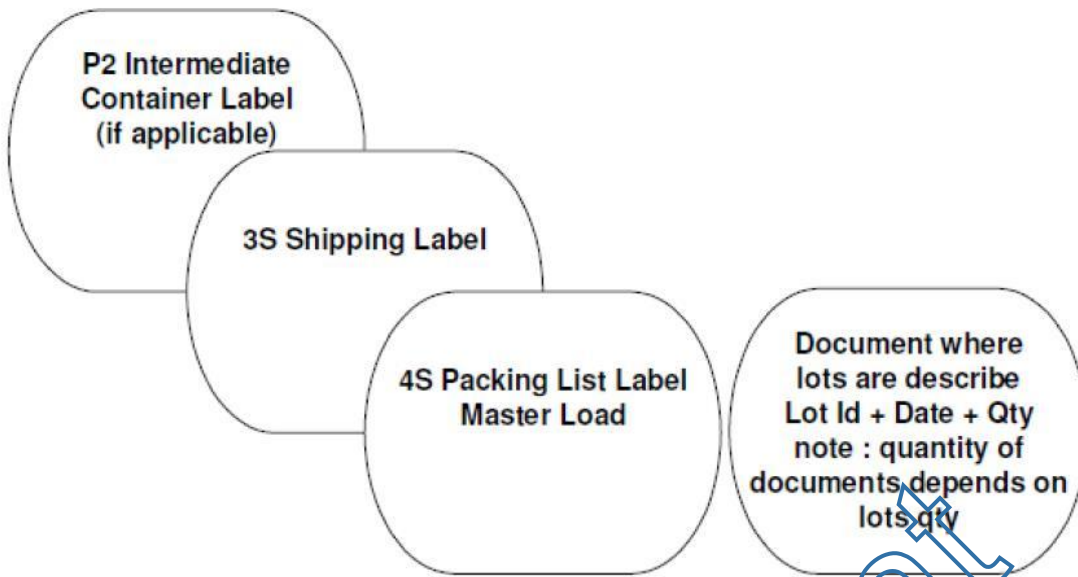 P2 Intermediate
Container Label
(if applicable)
3S Shipping Label
4S Packing List Label
Master Load
Document where
lots are describe
Lot Id + Date + Qty
note : quantity of
documents depends on
lots qty